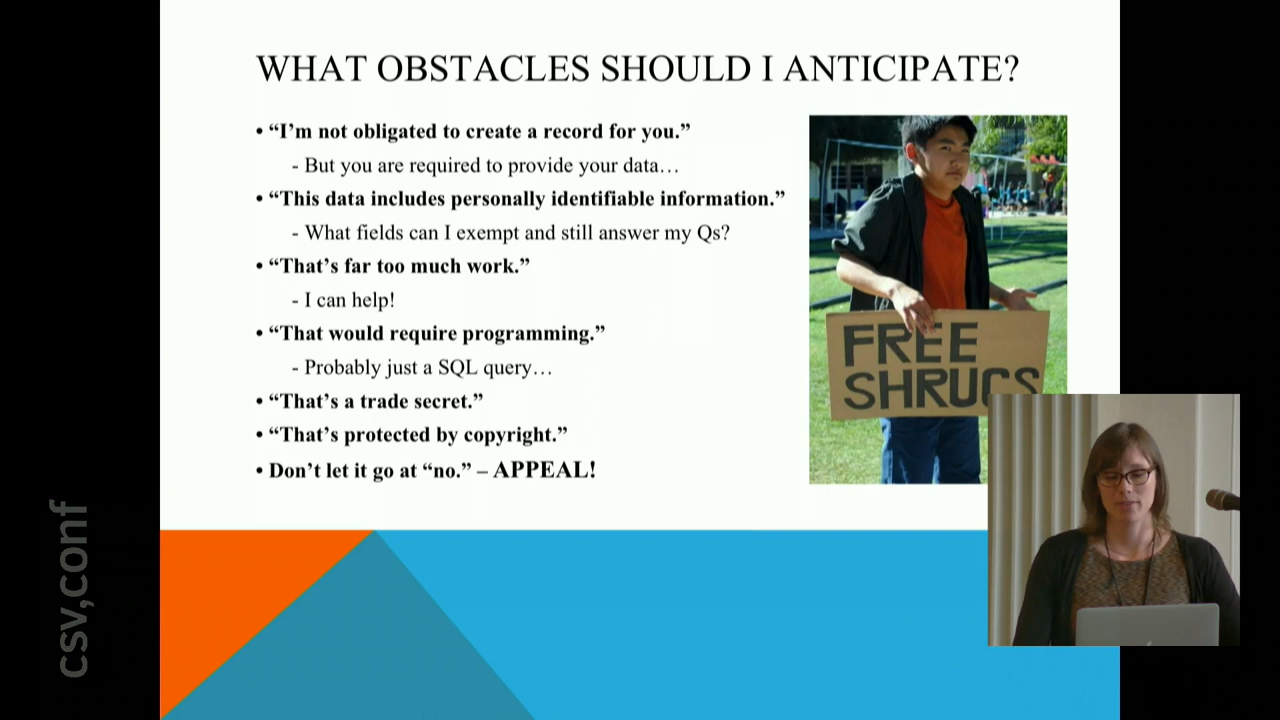 WHAT OBSTACLES SHOULD I ANTICIPATE?
• “I’m not obligated to create a record for you.”
- But you are required to provide your data…
• “This data includes personally identifiable information.”
- What fields can I exempt and still answer my Qs?
• “That’s far too much work.”
- I can help!
• “That would require programming.”
- Probably just a SQL query…
• “That’s a trade secret.”
• “That’s protected by copyright.”
• Don’t let it go at “no.” – APPEAL!
FREE
SHRUGS
csv,conf